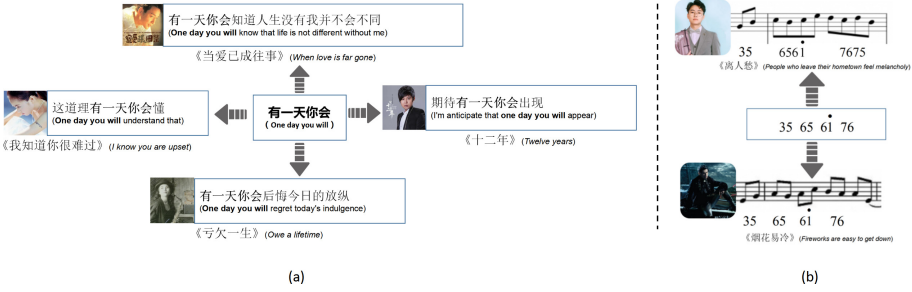 有一天你会知道人生没有我并不会不同
(One day you will know that life is not different without me)
《当爱已成往事》(When love is far gone)
这道理有一天你会懂
(One day you will understand that)
《我知道你很难过》(I know you are upset)
有一天你会
( One day you will )
期待有一天你会出现
(I'm anticipate that one day you will appear)
《十二年》(Twelve years)
有一天你会后悔今日的放纵
(One day you will regret today's indulgence)
《亏欠一生》(Owe a lifetime)
(a)
35 6561 7675
《离人愁》(People who leave their hometown feel melancholy)
35 65 61 76
35 65 61 76
《烟花易冷》(Fireworks are easy to get down)
(b)